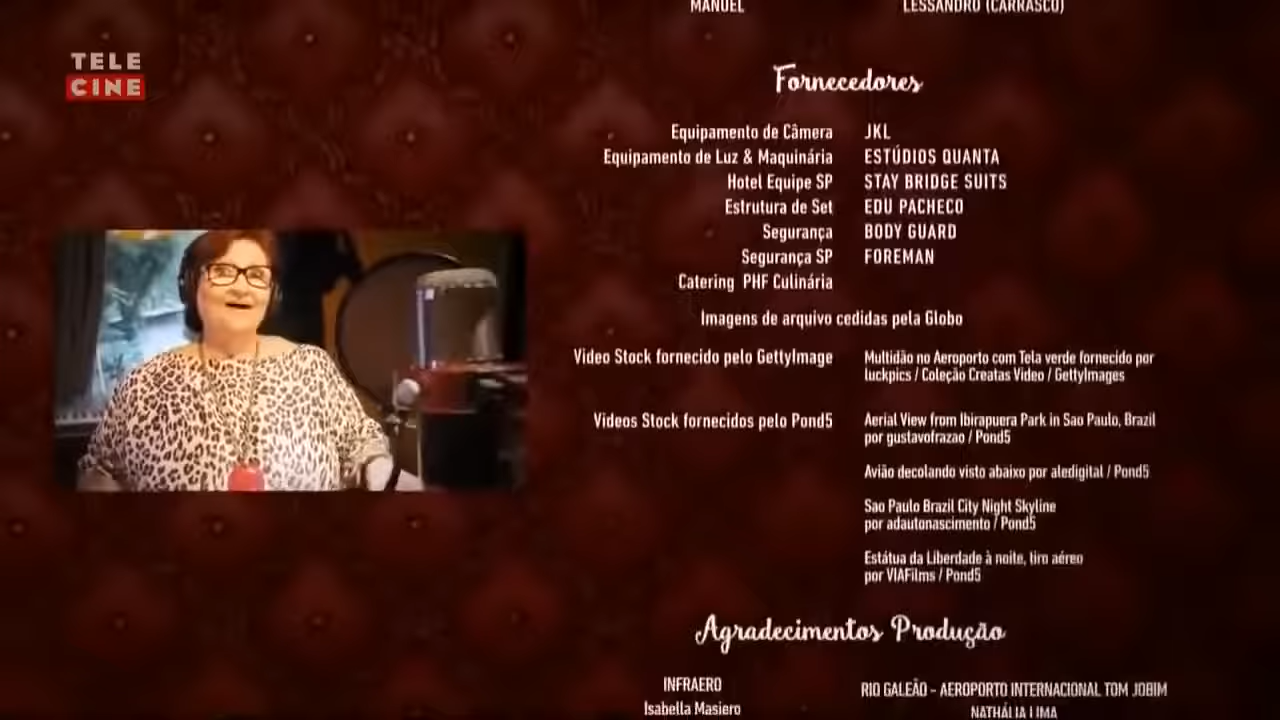 MANUEL LESSANDRO (CARRASCO)
TELE
CINE
Fornecedores
Equipamento de Câmera JKL
Equipamento de Luz & Maquinária ESTÚDIOS QUANTA
Hotel Equipe SP STAY BRIDGE SUITS
Estrutura de Set EDU PACHECO
Segurança BODY GUARD
Segurança SP FOREMAN
Catering PHF Culinária
Imagens de arquivo cedidas pela Globo
Video Stock fornecido pelo GettyImage Multidão no Aeroporto com Tela verde fornecido por
luckpics / Coleção Creatas Video / GettyImages
Videos Stock fornecidos pelo Pond5 Aerial View from Ibirapuera Park in Sao Paulo, Brazil
por gustavofrazao / Pond5
Avião decolando visto abaixo por aledigital / Pond5
Sao Paulo Brazil City Night Skyline
por adautonascimento / Pond5
Estátua da Liberdade à noite, tiro aéreo
por VIAFilms / Pond5
Agradecimentos Produção
INFRAERO RIO GALEÃO - AEROPORTO INTERNACIONAL TOM JOBIM
Isabella Masiero NATHÁLIA LIMA